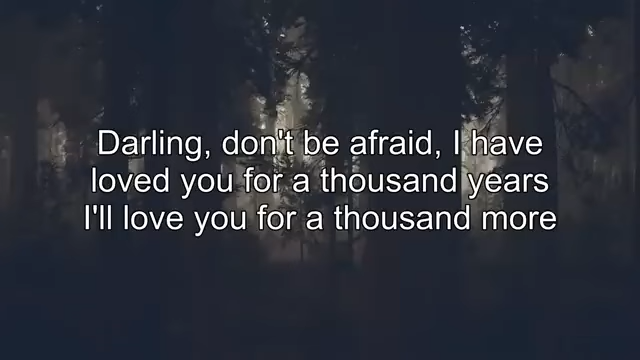 Darling, don't be afraid, I have
loved you for a thousand years
I'll love you for a thousand more